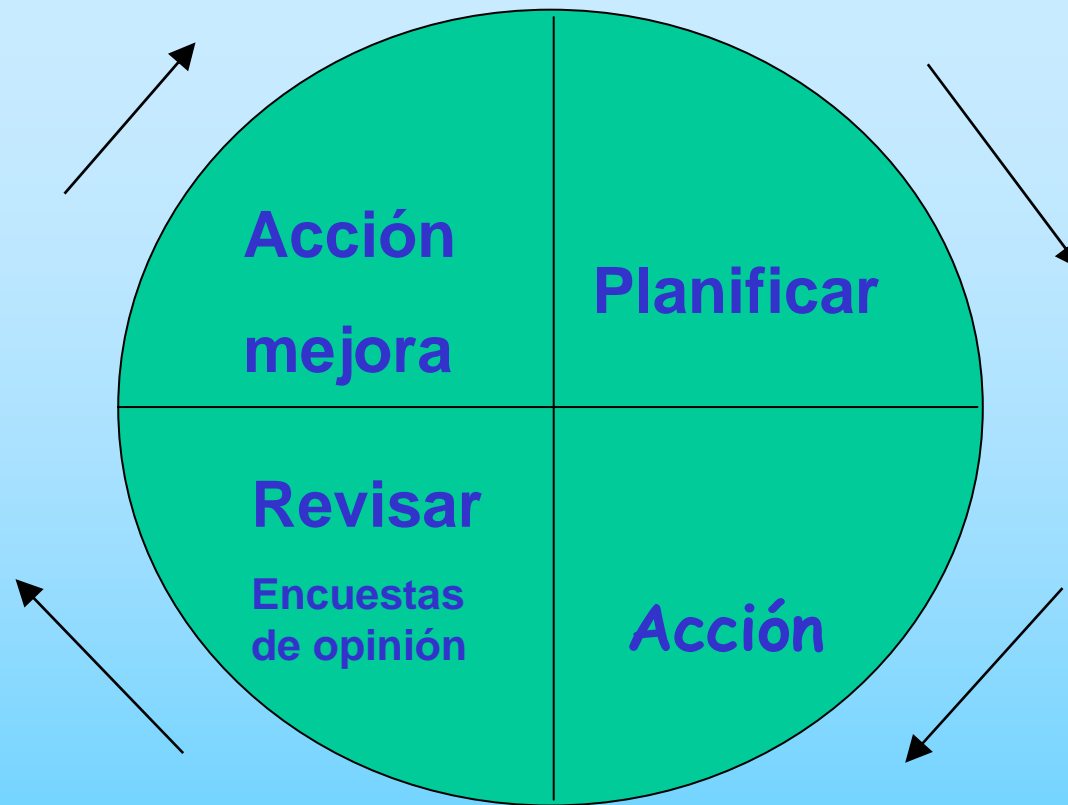 Acción
mejora
Planificar
Revisar
Encuestas
de opinión
Acción